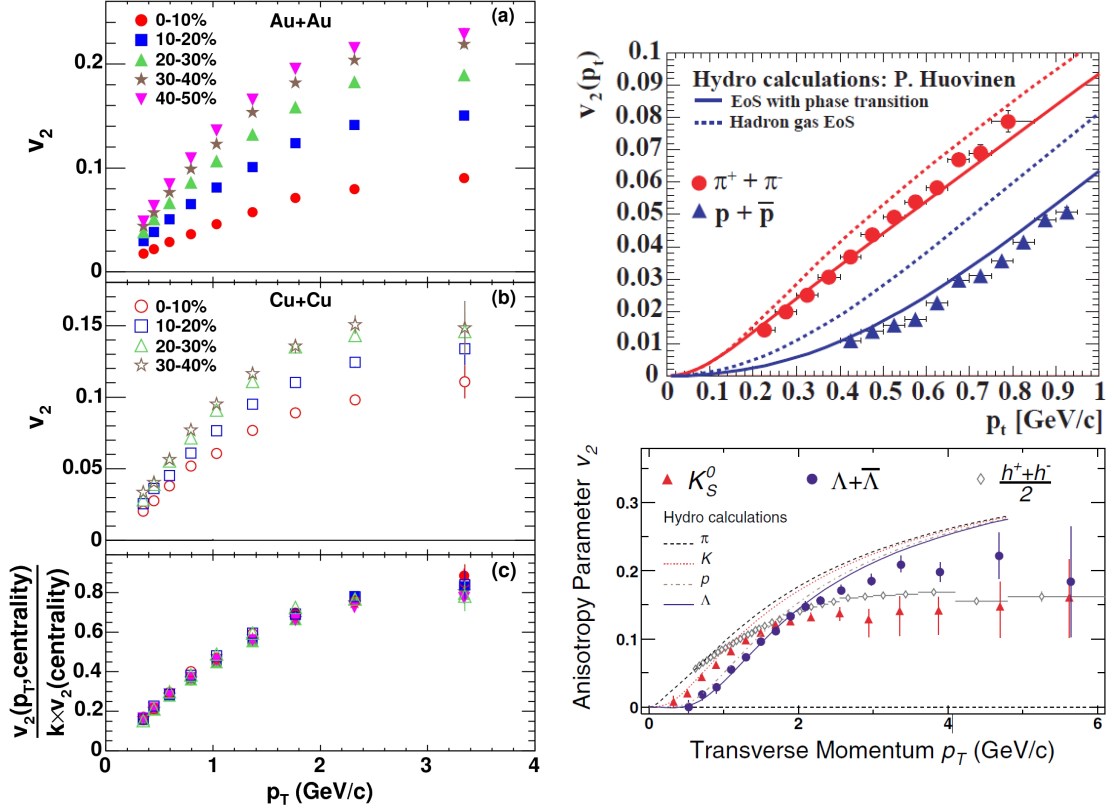 (a)
0-10%
Au+Au
10-20%
20-30%
30-40%
40-50%
0.2
0.1
0
v₂
(b)
0-10%
Cu+Cu
10-20%
20-30%
30-40%
0.15
0.1
0.05
0
v₂
(c)
0.8
0.6
0.4
0.2
0
v₂(p_T,centrality)
k×v₂(centrality)
0 1 2 3 4
p_T (GeV/c)
0.1
0.09
0.08
0.07
0.06
0.05
0.04
0.03
0.02
0.01
0
v₂(p_t)
Hydro calculations: P. Huovinen
EoS with phase transition
Hadron gas EoS
π⁺ + π⁻
p + p̅
0 0.1 0.2 0.3 0.4 0.5 0.6 0.7 0.8 0.9 1
p_t [GeV/c]
Anisotropy Parameter v₂
K⁰_S
Λ+Λ̅
h⁺+h⁻
2
0.3
0.2
0.1
0
Hydro calculations
π
K
p
Λ
0 2 4 6
Transverse Momentum p_T (GeV/c)